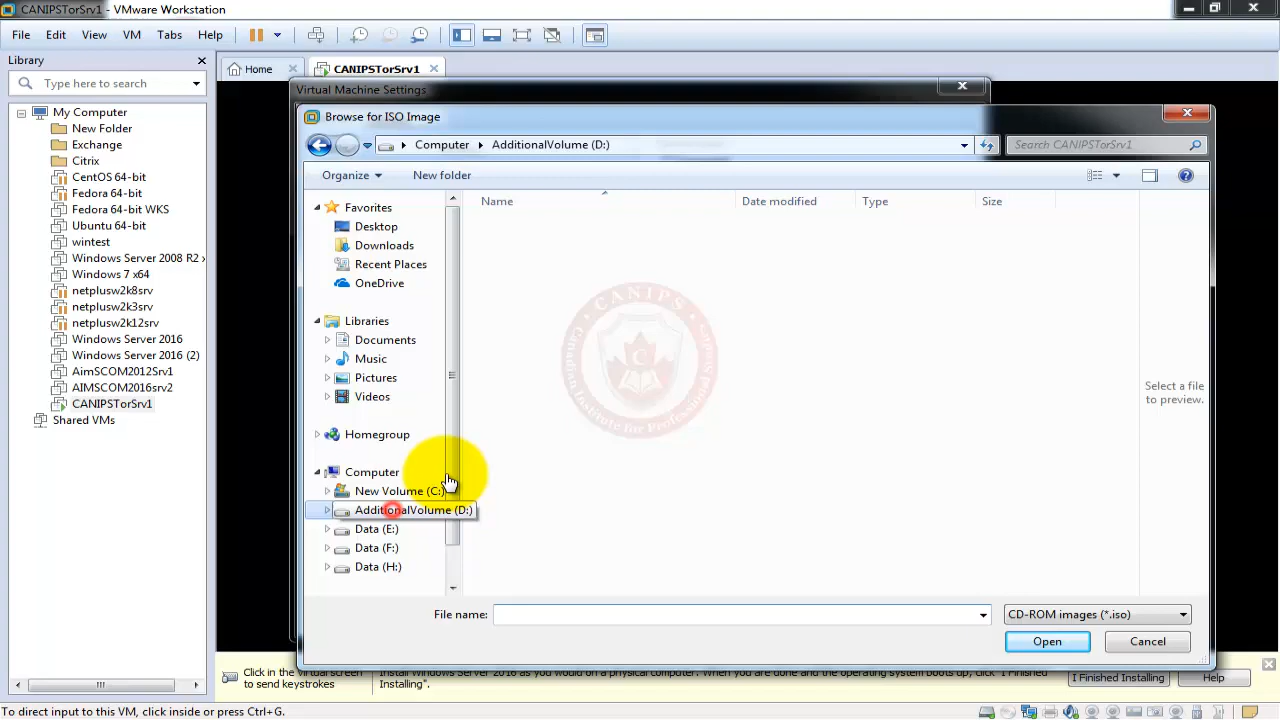 CANIPSTorSrv1 - VMware Workstation
File Edit View VM Tabs Help
Library
Type here to search
My Computer
New Folder
Exchange
Citrix
CentOS 64-bit
Fedora 64-bit
Fedora 64-bit WKS
Ubuntu 64-bit
wintest
Windows Server 2008 R2 x
Windows 7 x64
netplusw2k8srv
netplusw2k3srv
netplusw2k12srv
Windows Server 2016
Windows Server 2016 (2)
AimSCOM2012Srv1
AIMSCOM2016srv2
CANIPSTorSrv1
Shared VMs
Home CANIPSTorSrv1
Virtual Machine Settings
Browse for ISO Image
Computer AdditionalVolume (D:)
Search CANIPSTorSrv1
Organize New folder
Name Date modified Type Size
Favorites
Desktop
Downloads
Recent Places
OneDrive
Libraries
Documents
Music
Pictures
Videos
Homegroup
Computer
New Volume (C:)
AdditionalVolume (D:)
Data (E:)
Data (F:)
Data (H:)
CANIPS
C
Canadian Institute for Professional Studies
Select a file
to preview.
File name: CD-ROM images (*.iso)
Open Cancel
Click in the virtual screen
to send keystrokes
Install Windows Server 2016 as you would on a physical computer. When you are done and the operating system boots up, click "I Finished
Installing".
I Finished Installing Help
To direct input to this VM, click inside or press Ctrl+G.